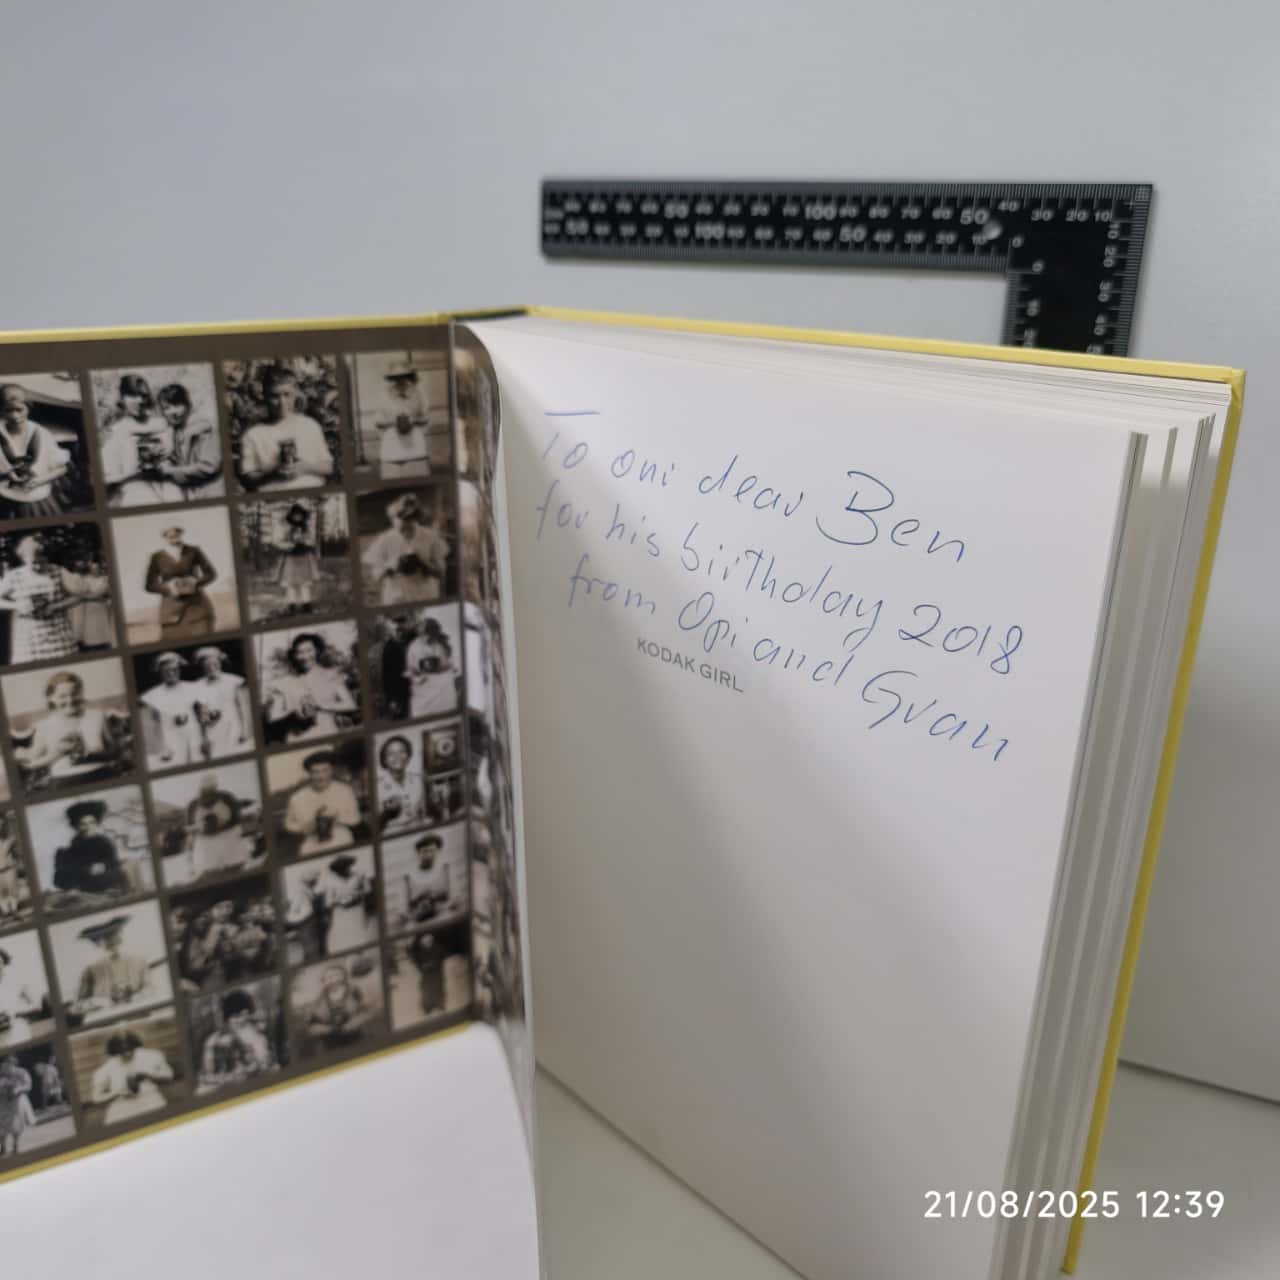 To our dear Ben
for his birthday 2018
from Opi and Gran
KODAK GIRL
21/08/2025 12:39